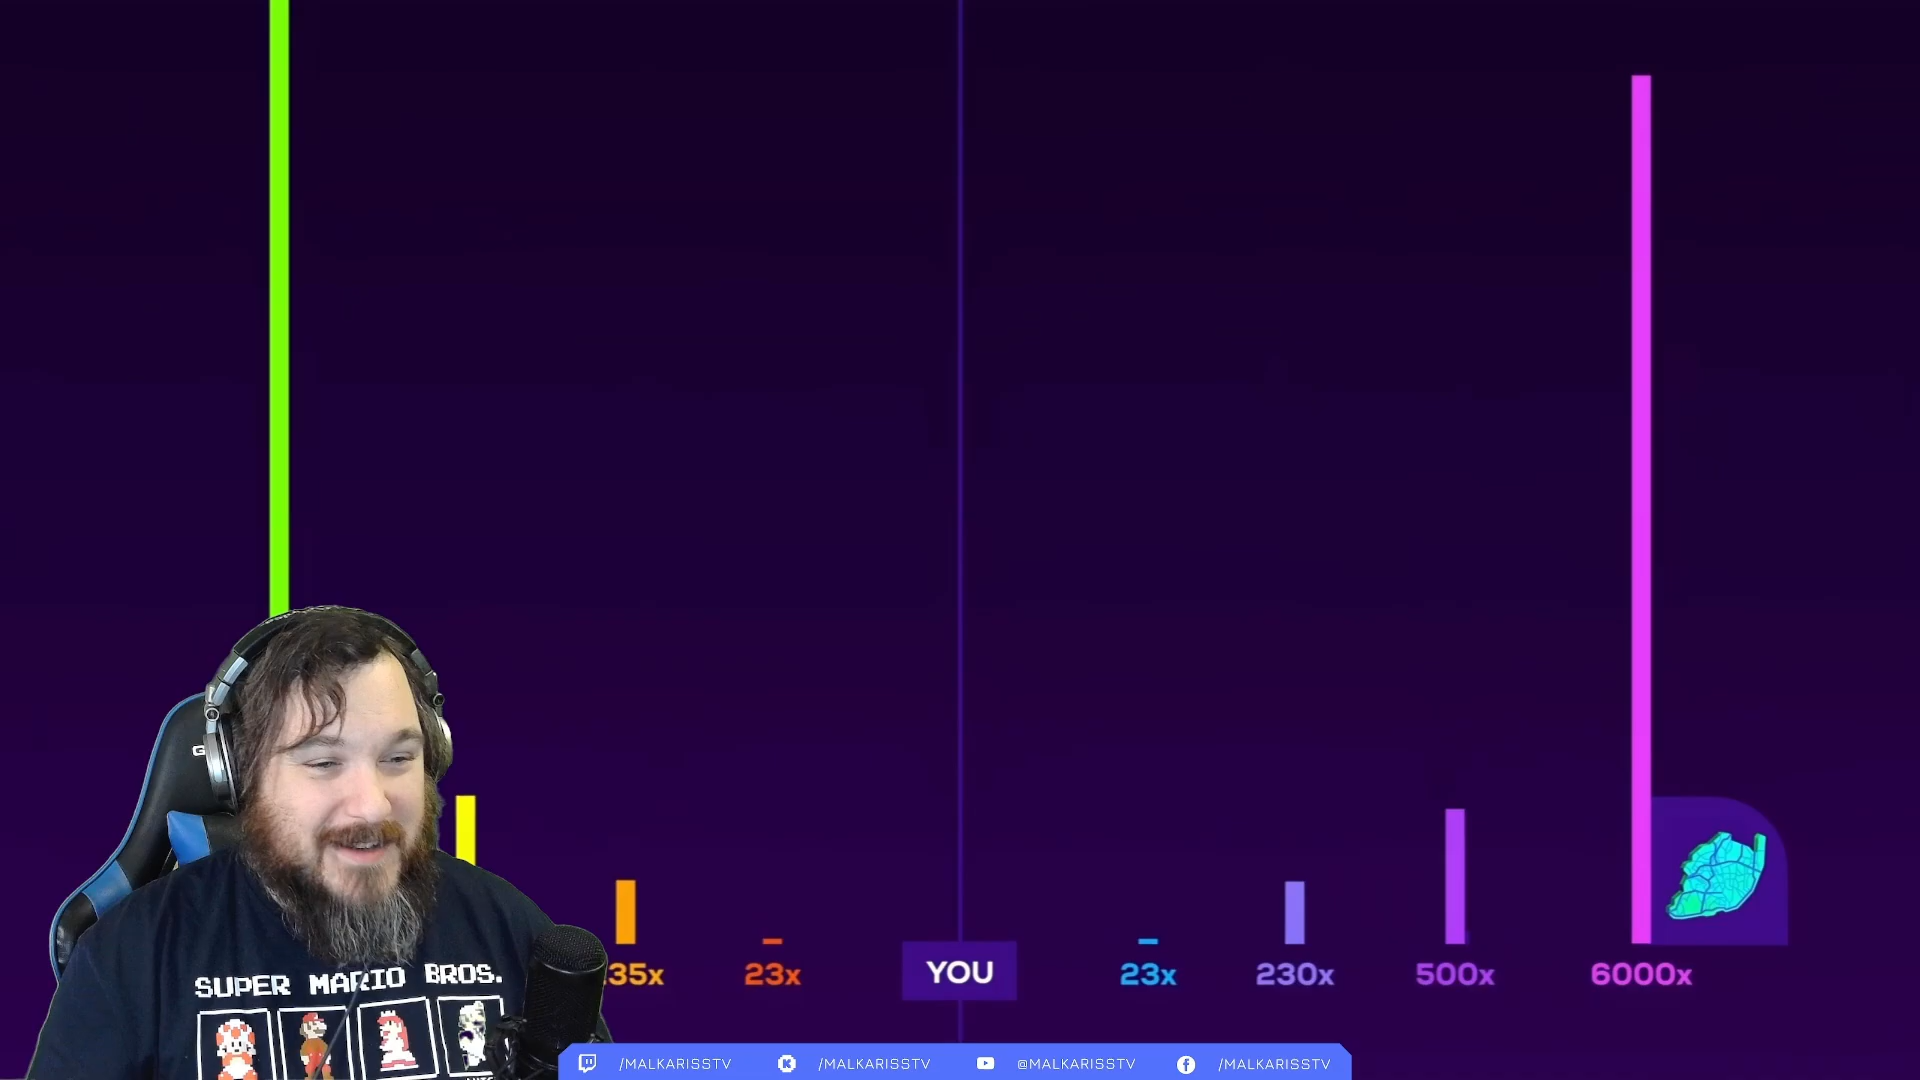 35x
23x
YOU
23x
230x
500x
6000x
SUPER MARIO BROS.
/MALKARISSTV
/MALKARISSTV
@MALKARISSTV
/MALKARISSTV